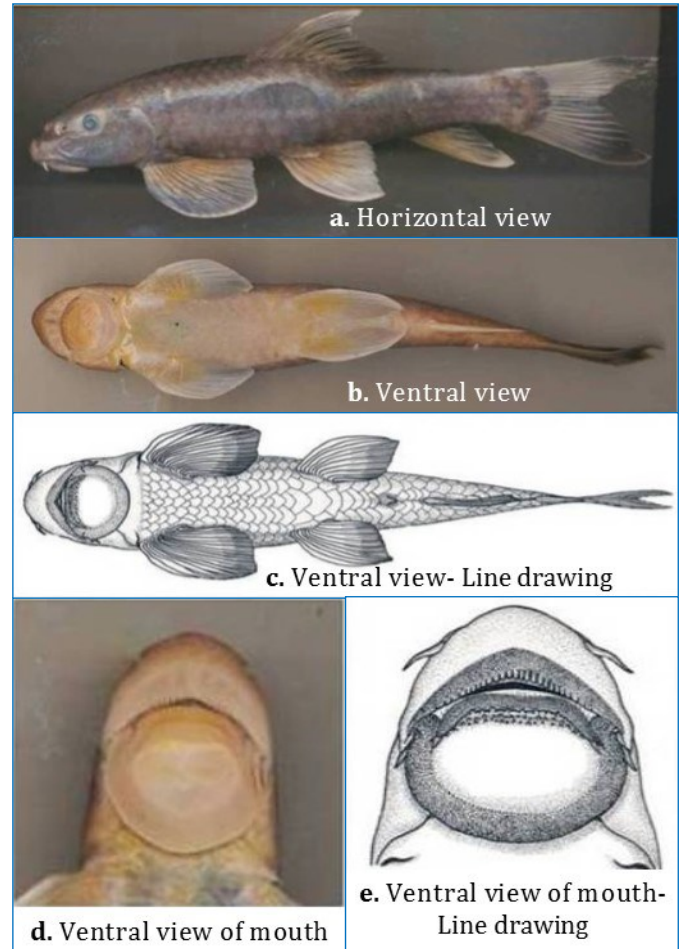 a. Horizontal view
b. Ventral view
c. Ventral view- Line drawing
d. Ventral view of mouth
e. Ventral view of mouth-
Line drawing